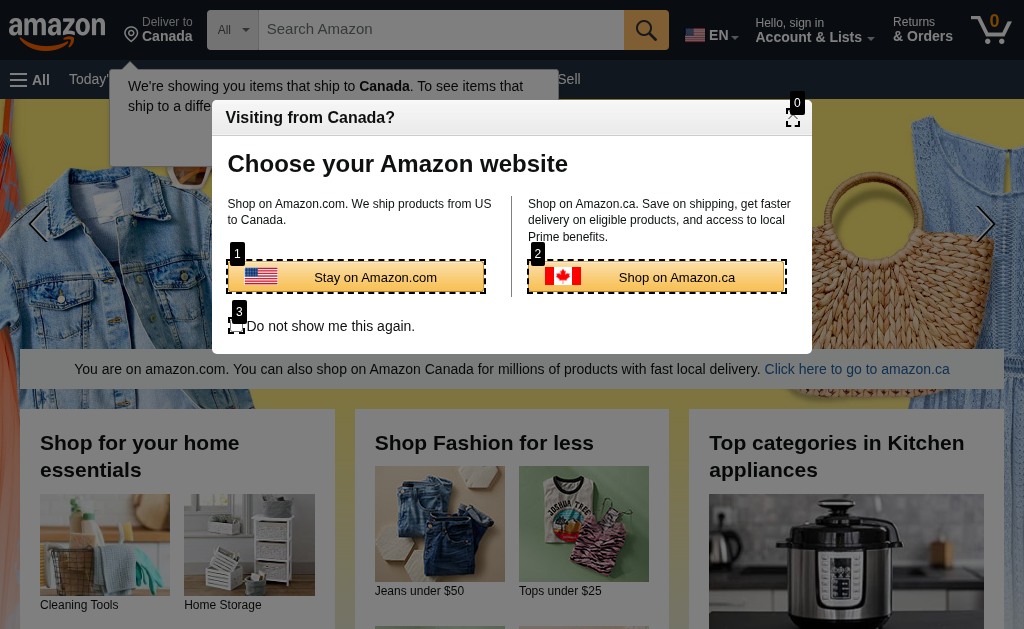 amazon
Deliver to
Canada
All
Search Amazon
EN
Hello, sign in
Account & Lists
Returns
& Orders
0
All
Today'
Sell
We're showing you items that ship to Canada. To see items that
ship to a diffe
0
Visiting from Canada?
Choose your Amazon website
Shop on Amazon.com. We ship products from US
to Canada.
Shop on Amazon.ca. Save on shipping, get faster
delivery on eligible products, and access to local
Prime benefits.
1
Stay on Amazon.com
2
Shop on Amazon.ca
3
Do not show me this again.
You are on amazon.com. You can also shop on Amazon Canada for millions of products with fast local delivery. Click here to go to amazon.ca
Shop for your home
essentials
Cleaning Tools
Home Storage
Shop Fashion for less
JOSHUA TREE
Jeans under $50
Tops under $25
Top categories in Kitchen
appliances